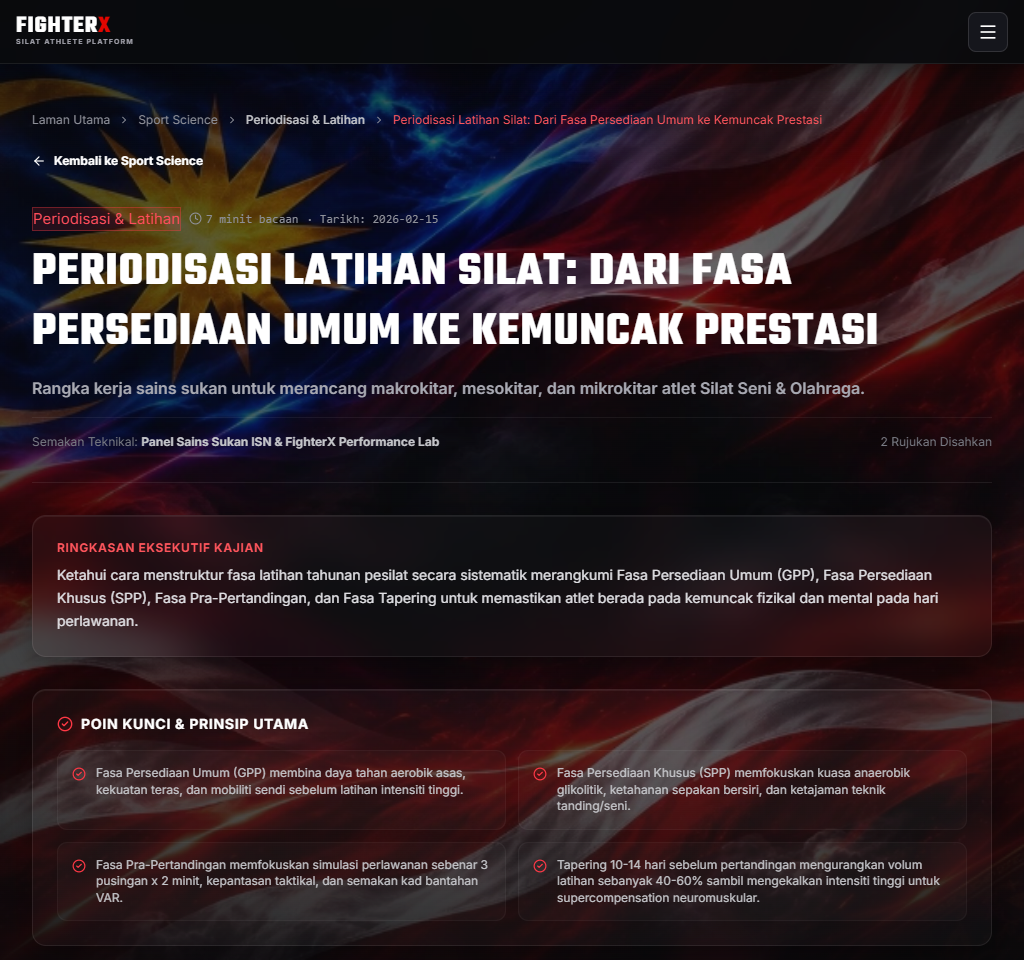 FIGHTERX
SILAT ATHLETE PLATFORM
Laman Utama > Sport Science > Periodisasi & Latihan > Periodisasi Latihan Silat: Dari Fasa Persediaan Umum ke Kemuncak Prestasi
← Kembali ke Sport Science
Periodisasi & Latihan 7 minit bacaan · Tarikh: 2026-02-15
PERIODISASI LATIHAN SILAT: DARI FASA
PERSEDIAAN UMUM KE KEMUNCAK PRESTASI
Rangka kerja sains sukan untuk merancang makrokitar, mesokitar, dan mikrokitar atlet Silat Seni & Olahraga.
Semakan Teknikal: Panel Sains Sukan ISN & FighterX Performance Lab
2 Rujukan Disahkan
RINGKASAN EKSEKUTIF KAJIAN
Ketahui cara menstruktur fasa latihan tahunan pesilat secara sistematik merangkumi Fasa Persediaan Umum (GPP), Fasa Persediaan
Khusus (SPP), Fasa Pra-Pertandingan, dan Fasa Tapering untuk memastikan atlet berada pada kemuncak fizikal dan mental pada hari
perlawanan.
POIN KUNCI & PRINSIP UTAMA
Fasa Persediaan Umum (GPP) membina daya tahan aerobik asas,
kekuatan teras, dan mobiliti sendi sebelum latihan intensiti tinggi.
Fasa Persediaan Khusus (SPP) memfokuskan kuasa anaerobik
glikolitik, ketahanan sepakan bersiri, dan ketajaman teknik
tanding/seni.
Fasa Pra-Pertandingan memfokuskan simulasi perlawanan sebenar 3
pusingan x 2 minit, kepantasan taktikal, dan semakan kad bantahan
VAR.
Tapering 10-14 hari sebelum pertandingan mengurangkan volum
latihan sebanyak 40-60% sambil mengekalkan intensiti tinggi untuk
supercompensation neuromuskular.